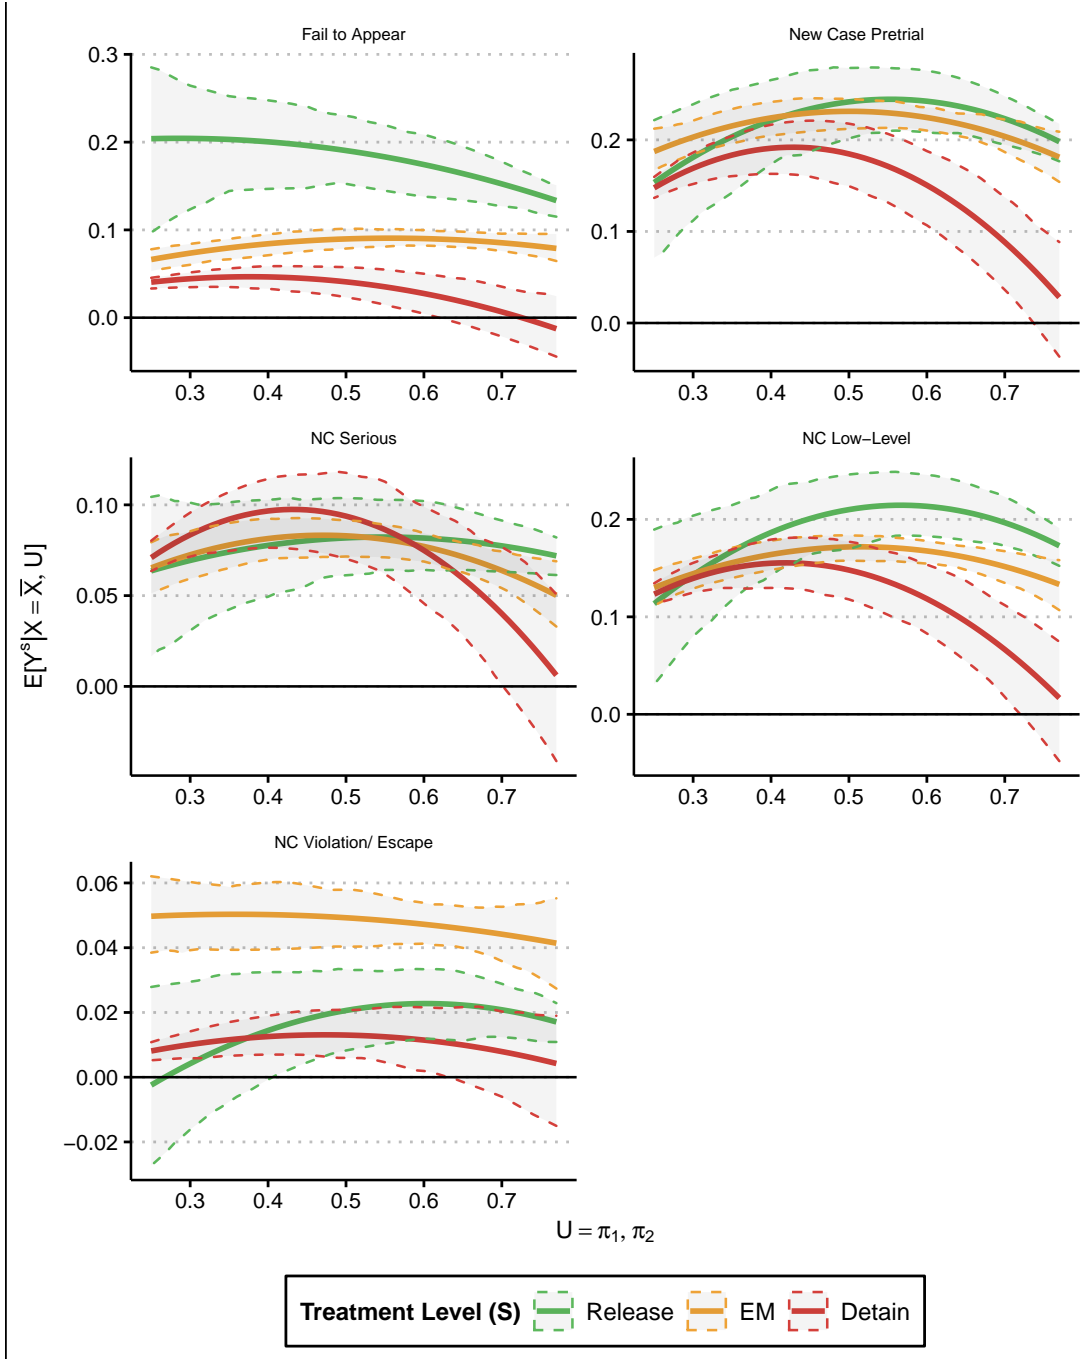 Fail to Appear
0.3
0.2
0.1
0.0
0.3 0.4 0.5 0.6 0.7
New Case Pretrial
0.2
0.1
0.0
0.3 0.4 0.5 0.6 0.7
NC Serious
0.10
0.05
0.00
0.3 0.4 0.5 0.6 0.7
NC Low−Level
0.2
0.1
0.0
0.3 0.4 0.5 0.6 0.7
NC Violation/ Escape
0.06
0.04
0.02
0.00
−0.02
0.3 0.4 0.5 0.6 0.7
E[Yˢ|X = X̅, U]
U = π₁, π₂
Treatment Level (S) Release EM Detain